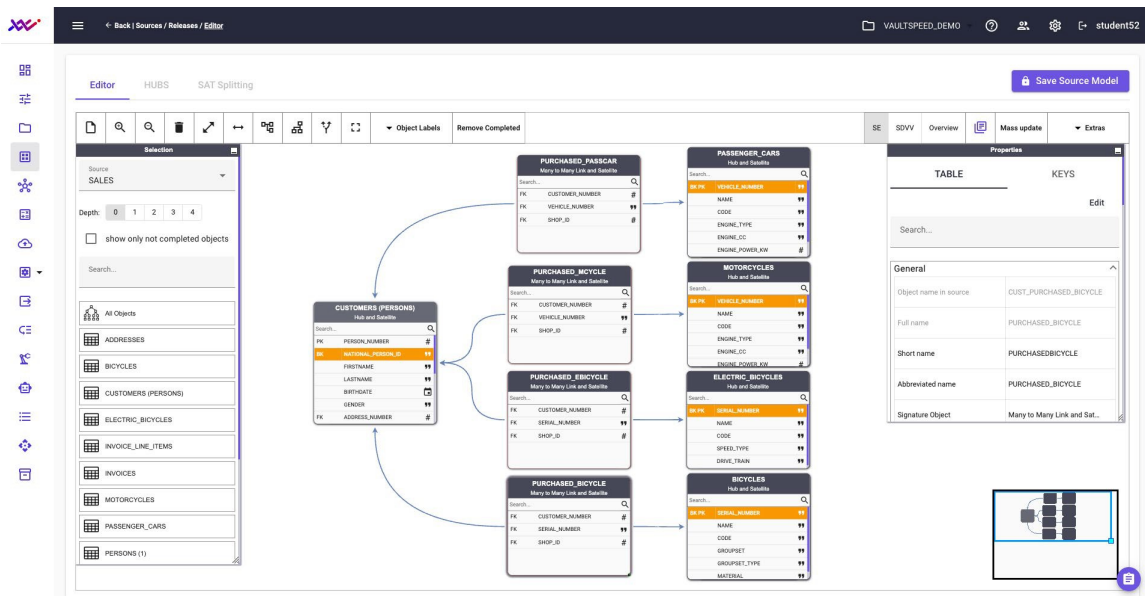 ← Back | Sources / Releases / Editor
VAULTSPEED_DEMO
student52
Editor HUBS SAT Splitting
Save Source Model
Object Labels Remove Completed
SE SDVV Overview Mass update Extras
Selection
Source
SALES
Depth: 0 1 2 3 4
show only not completed objects
Search...
All Objects
ADDRESSES
BICYCLES
CUSTOMERS (PERSONS)
ELECTRIC_BICYCLES
INVOICE_LINE_ITEMS
INVOICES
MOTORCYCLES
PASSENGER_CARS
PERSONS (1)
CUSTOMERS (PERSONS)
Hub and Satellite
Search...
PK PERSON_NUMBER #
BK NATIONAL_PERSON_ID "
FIRSTNAME "
LASTNAME "
BIRTHDATE
GENDER "
FK ADDRESS_NUMBER #
PURCHASED_PASSCAR
Many to Many Link and Satellite
Search...
FK CUSTOMER_NUMBER #
FK VEHICLE_NUMBER "
FK SHOP_ID #
PURCHASED_MCYCLE
Many to Many Link and Satellite
Search...
FK CUSTOMER_NUMBER #
FK VEHICLE_NUMBER "
FK SHOP_ID #
PURCHASED_EBICYCLE
Many to Many Link and Satellite
Search...
FK CUSTOMER_NUMBER #
FK SERIAL_NUMBER "
FK SHOP_ID #
PURCHASED_BICYCLE
Many to Many Link and Satellite
Search...
FK CUSTOMER_NUMBER #
FK SERIAL_NUMBER "
FK SHOP_ID #
PASSENGER_CARS
Hub and Satellite
Search...
BK PK VEHICLE_NUMBER "
NAME "
CODE "
ENGINE_TYPE "
ENGINE_CC "
ENGINE_POWER_KW #
MOTORCYCLES
Hub and Satellite
Search...
BK PK VEHICLE_NUMBER "
NAME "
CODE "
ENGINE_TYPE "
ENGINE_CC "
ENGINE_POWER_KW #
ELECTRIC_BICYCLES
Hub and Satellite
Search...
BK PK SERIAL_NUMBER "
NAME "
CODE "
SPEED_TYPE "
DRIVE_TRAIN "
BICYCLES
Hub and Satellite
Search...
BK PK SERIAL_NUMBER "
NAME "
CODE "
GROUPSET "
GROUPSET_TYPE "
MATERIAL "
Properties
TABLE KEYS
Edit
Search...
General
Object name in source CUST_PURCHASED_BICYCLE
Full name PURCHASED_BICYCLE
Short name PURCHASEDBICYCLE
Abbreviated name PURCHASED_BICYCLE
Signature Object Many to Many Link and Sat...